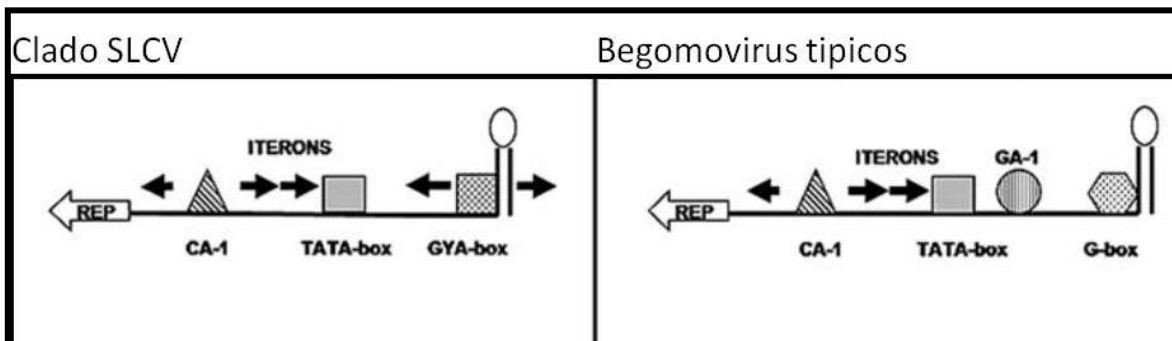 Clado SLCV
Begomovirus tipicos
ITERONS
REP
CA-1
TATA-box
GYA-box
ITERONS
GA-1
REP
CA-1
TATA-box
G-box